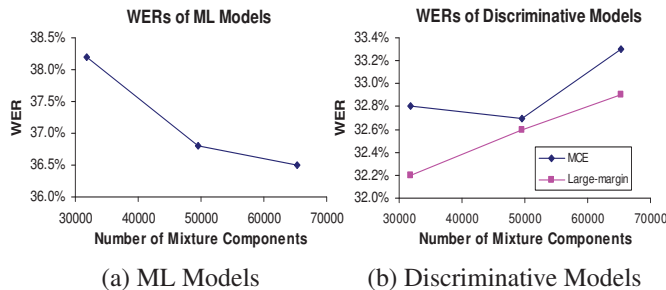 WERs of ML Models
38.5%
38.0%
37.5%
37.0%
36.5%
36.0%
WER
30000 40000 50000 60000 70000
Number of Mixture Components
(a) ML Models
WERs of Discriminative Models
33.4%
33.2%
33.0%
32.8%
32.6%
32.4%
32.2%
32.0%
WER
MCE
Large-margin
30000 40000 50000 60000 70000
Number of Mixture Components
(b) Discriminative Models